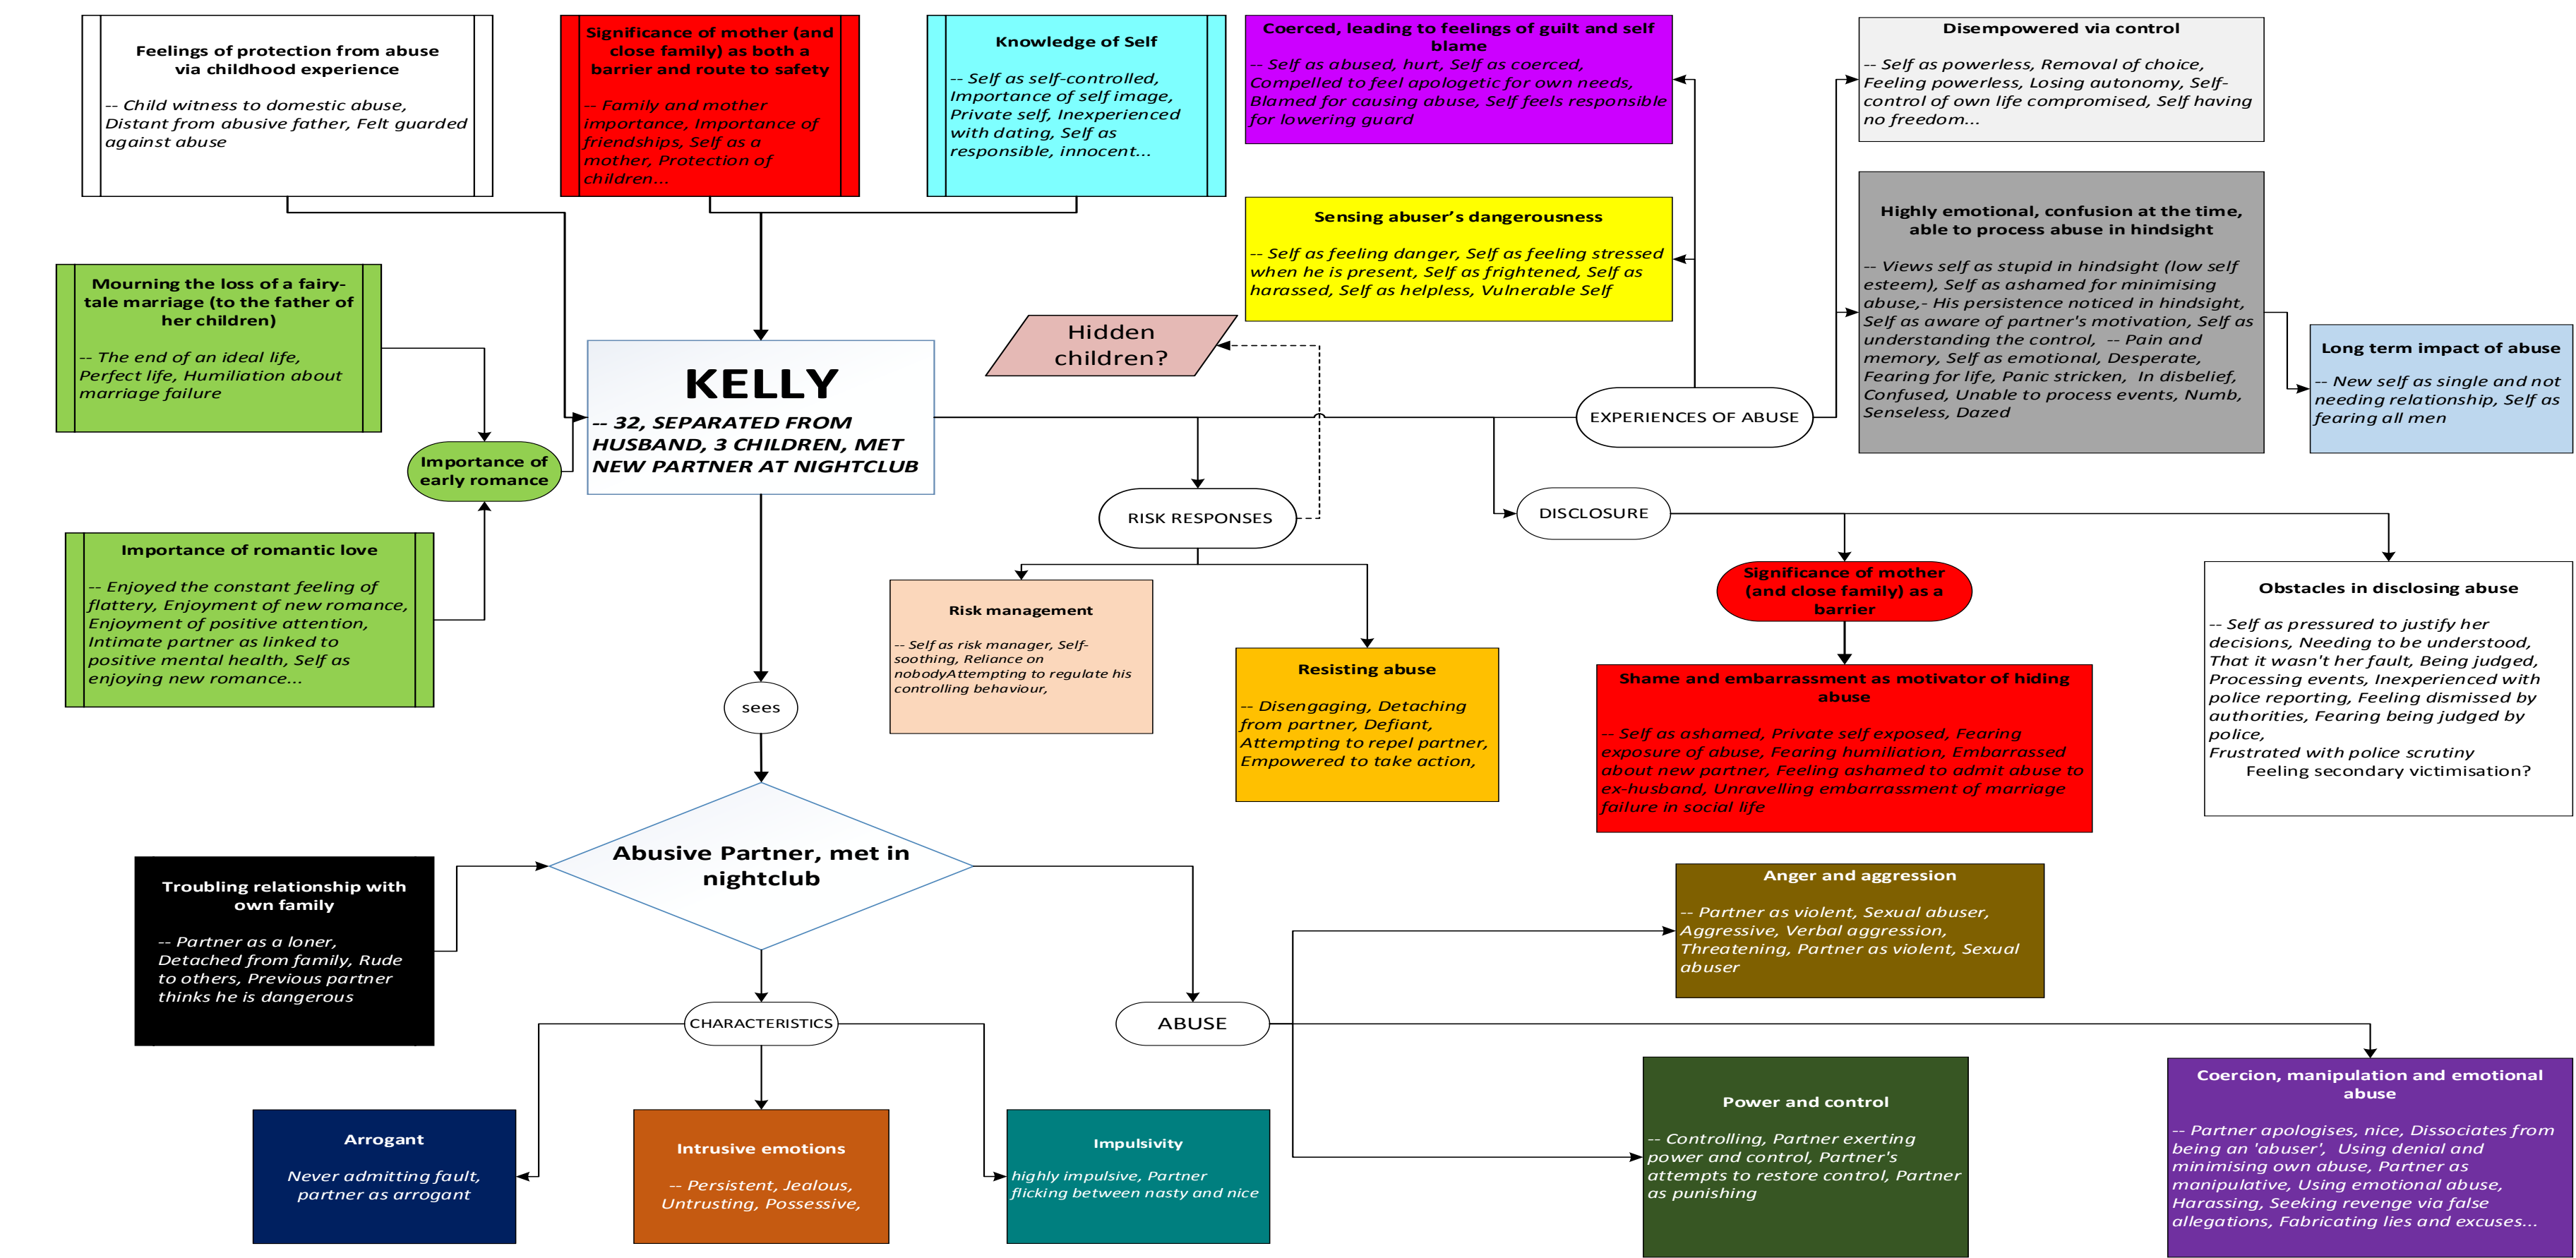 Feelings of protection from abuse
via childhood experience
-- Child witness to domestic abuse,
Distant from abusive father, Felt guarded
against abuse
Significance of mother (and
close family) as both a
barrier and route to safety
-- Family and mother
importance, Importance of
friendships, Self as a
mother, Protection of
children...
Knowledge of Self
-- Self as self-controlled,
Importance of self image,
Private self, Inexperienced
with dating, Self as
responsible, innocent...
Coerced, leading to feelings of guilt and self
blame
-- Self as abused, hurt, Self as coerced,
Compelled to feel apologetic for own needs,
Blamed for causing abuse, Self feels responsible
for lowering guard
Disempowered via control
-- Self as powerless, Removal of choice,
Feeling powerless, Losing autonomy, Self-
control of own life compromised, Self having
no freedom...
Sensing abuser's dangerousness
-- Self as feeling danger, Self as feeling stressed
when he is present, Self as frightened, Self as
harassed, Self as helpless, Vulnerable Self
Highly emotional, confusion at the time,
able to process abuse in hindsight
-- Views self as stupid in hindsight (low self
esteem), Self as ashamed for minimising
abuse,- His persistence noticed in hindsight,
Self as aware of partner's motivation, Self as
understanding the control,  -- Pain and
memory, Self as emotional, Desperate,
Fearing for life, Panic stricken,  In disbelief,
Confused, Unable to process events, Numb,
Senseless, Dazed
Long term impact of abuse
-- New self as single and not
needing relationship, Self as
fearing all men
Mourning the loss of a fairy-
tale marriage (to the father of
her children)
-- The end of an ideal life,
Perfect life, Humiliation about
marriage failure
Hidden
children?
KELLY
-- 32, SEPARATED FROM
HUSBAND, 3 CHILDREN, MET
NEW PARTNER AT NIGHTCLUB
EXPERIENCES OF ABUSE
Importance of
early romance
RISK RESPONSES
DISCLOSURE
Importance of romantic love
-- Enjoyed the constant feeling of
flattery, Enjoyment of new romance,
Enjoyment of positive attention,
Intimate partner as linked to
positive mental health, Self as
enjoying new romance...
Risk management
-- Self as risk manager, Self-
soothing, Reliance on
nobodyAttempting to regulate his
controlling behaviour,
Resisting abuse
-- Disengaging, Detaching
from partner, Defiant,
Attempting to repel partner,
Empowered to take action,
Significance of mother
(and close family) as a
barrier
Shame and embarrassment as motivator of hiding
abuse
-- Self as ashamed, Private self exposed, Fearing
exposure of abuse, Fearing humiliation, Embarrassed
about new partner, Feeling ashamed to admit abuse to
ex-husband, Unravelling embarrassment of marriage
failure in social life
Obstacles in disclosing abuse
-- Self as pressured to justify her
decisions, Needing to be understood,
That it wasn't her fault, Being judged,
Processing events, Inexperienced with
police reporting, Feeling dismissed by
authorities, Fearing being judged by
police,
Frustrated with police scrutiny
Feeling secondary victimisation?
sees
Abusive Partner, met in
nightclub
Troubling relationship with
own family
-- Partner as a loner,
Detached from family, Rude
to others, Previous partner
thinks he is dangerous
Anger and aggression
-- Partner as violent, Sexual abuser,
Aggressive, Verbal aggression,
Threatening, Partner as violent, Sexual
abuser
CHARACTERISTICS
ABUSE
Arrogant
Never admitting fault,
partner as arrogant
Intrusive emotions
-- Persistent, Jealous,
Untrusting, Possessive,
Impulsivity
highly impulsive, Partner
flicking between nasty and nice
Power and control
-- Controlling, Partner exerting
power and control, Partner's
attempts to restore control, Partner
as punishing
Coercion, manipulation and emotional
abuse
-- Partner apologises, nice, Dissociates from
being an 'abuser',  Using denial and
minimising own abuse, Partner as
manipulative, Using emotional abuse,
Harassing, Seeking revenge via false
allegations, Fabricating lies and excuses...